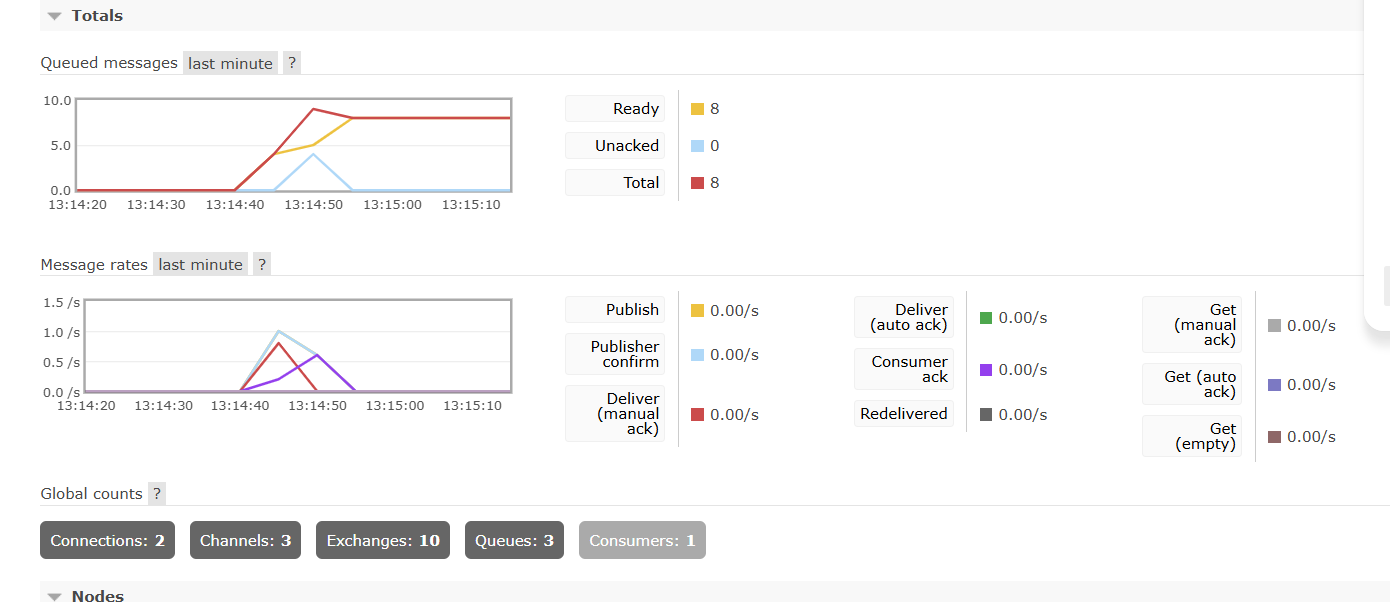 Totals
Queued messages last minute ?
10.0
5.0
0.0
13:14:20 13:14:30 13:14:40 13:14:50 13:15:00 13:15:10
Ready 8
Unacked 0
Total 8
Message rates last minute ?
1.5 /s
1.0 /s
0.5 /s
0.0 /s
13:14:20 13:14:30 13:14:40 13:14:50 13:15:00 13:15:10
Publish 0.00/s
Publisher
confirm 0.00/s
Deliver
(manual
ack) 0.00/s
Deliver
(auto ack) 0.00/s
Consumer
ack 0.00/s
Redelivered 0.00/s
Get
(manual
ack) 0.00/s
Get (auto
ack) 0.00/s
Get
(empty) 0.00/s
Global counts ?
Connections: 2 Channels: 3 Exchanges: 10 Queues: 3 Consumers: 1
Nodes